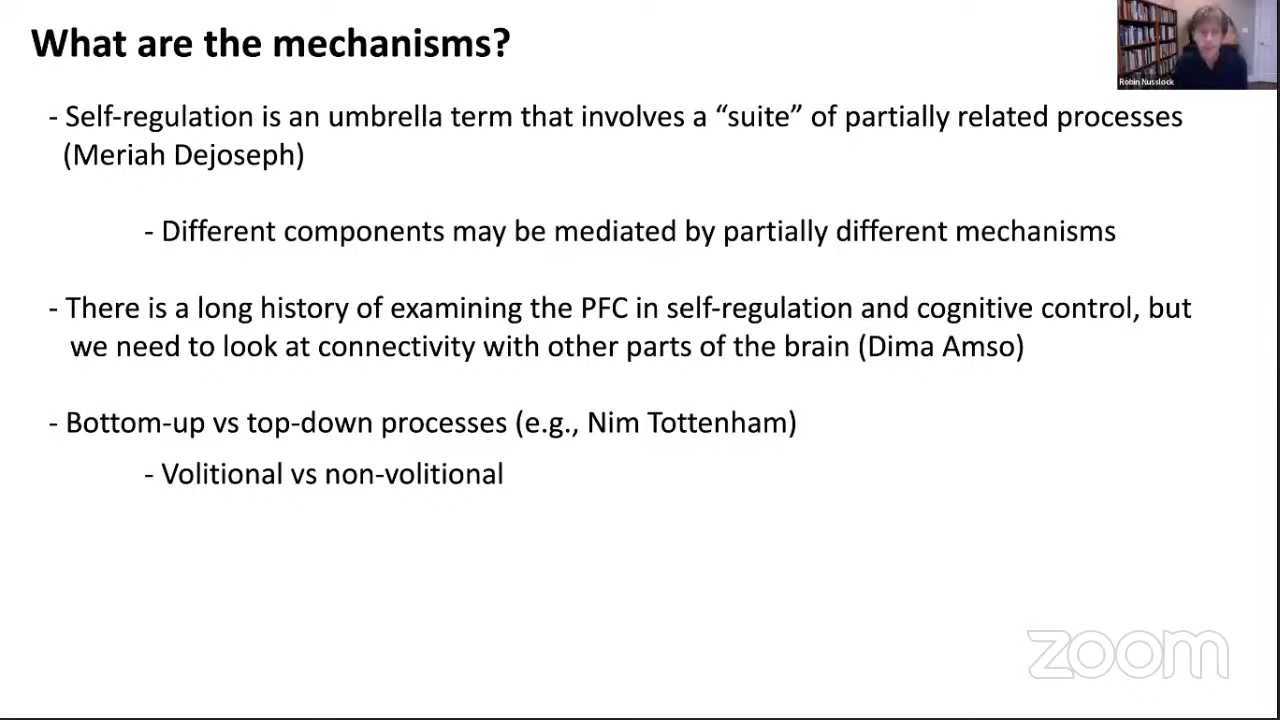 What are the mechanisms?
Robin Nusslock
- Self-regulation is an umbrella term that involves a “suite” of partially related processes
(Meriah Dejoseph)
- Different components may be mediated by partially different mechanisms
- There is a long history of examining the PFC in self-regulation and cognitive control, but
we need to look at connectivity with other parts of the brain (Dima Amso)
- Bottom-up vs top-down processes (e.g., Nim Tottenham)
- Volitional vs non-volitional
zoom